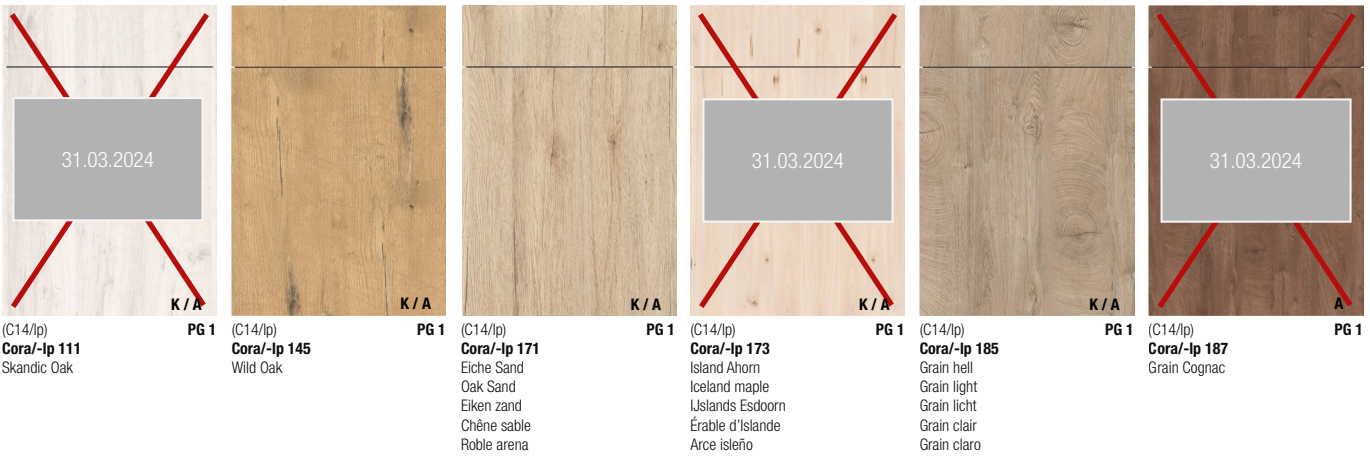 31.03.2024
K / A
(C14/lp) PG 1
Cora/-lp 111
Skandic Oak
K / A
(C14/lp) PG 1
Cora/-lp 145
Wild Oak
K / A
(C14/lp) PG 1
Cora/-lp 171
Eiche Sand
Oak Sand
Eiken zand
Chêne sable
Roble arena
31.03.2024
K / A
(C14/lp) PG 1
Cora/-lp 173
Island Ahorn
Iceland maple
IJslands Esdoorn
Érable d'Islande
Arce isleño
K / A
(C14/lp) PG 1
Cora/-lp 185
Grain hell
Grain light
Grain licht
Grain clair
Grain claro
31.03.2024
A
(C14/lp) PG 1
Cora/-lp 187
Grain Cognac